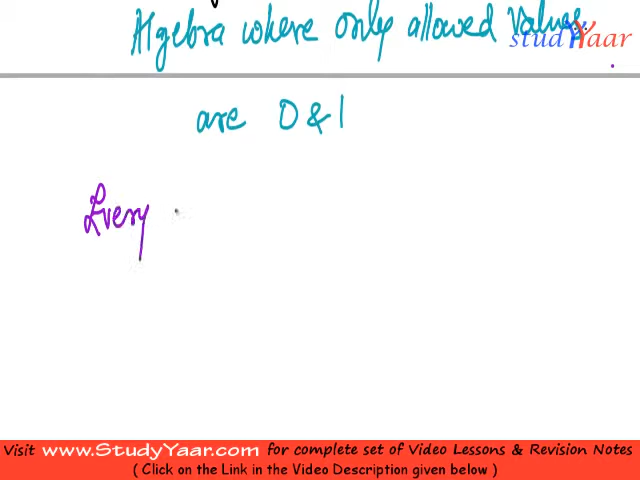 Algebra where only allowed values
studYYaar
are 0 & 1
Every
Visit www.StudyYaar.com for complete set of Video Lessons & Revision Notes
( Click on the Link in the Video Description given below )